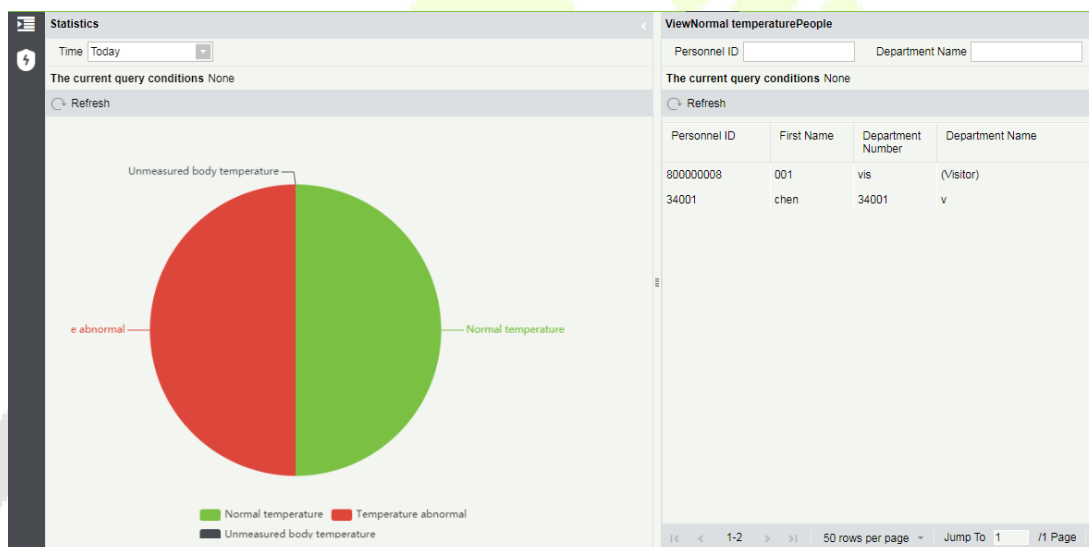 Statistics
Time Today
The current query conditions None
Refresh
Unmeasured body temperature
e abnormal
Normal temperature
Normal temperature Temperature abnormal
Unmeasured body temperature
ViewNormal temperaturePeople
Personnel ID Department Name
The current query conditions None
Refresh
Personnel ID First Name Department Number Department Name
800000008 001 vis (Visitor)
34001 chen 34001 v
1-2 50 rows per page Jump To 1 /1 Page